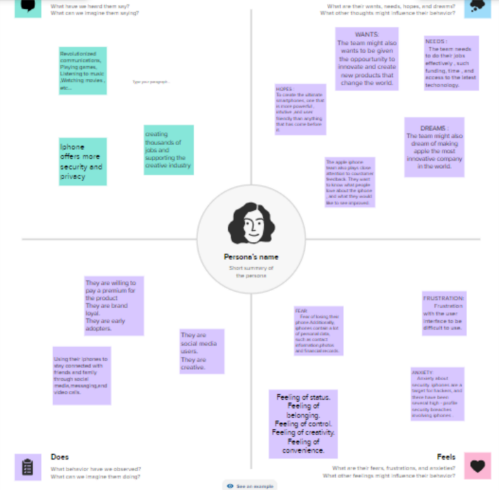 What have we heard them say?
What can we imagine them saying?
Revolutionized
communications,
Playing games,
Listening to music
,Watching movies ,
etc...
Type your paragraph...
Iphone
offers more
security and
privacy
creating
thousands of
jobs and
supporting the
creative industry
What are their wants, needs, hopes, and dreams?
What other thoughts might influence their behavior?
WANTS:
The team might also
wants to be given
the oppourtunity to
innovate and create
new products that
change the world.
NEEDS :
The team needs
to do their jobs
effectively , such
funding, time , and
access to the latest
techonology.
HOPES:
To create the ultimate
smartphones, one that
is more powerful
intuitive, and user
friendly than anything
that has come before
it
DREAMS :
The team might also
dream of making
apple the most
innovative company
in the world.
The apple iphone
team pays close
attention to
feedback. They want
to know what people
love about the iphone
, and what they would
like to see improved.
Persona's name
Short summary of
the persona
They are willing to
pay a premium for
the product
They are brand
loyal.
They are early
adopters.
They are
social media
users.
They are
creative.
Using their iphones to
stay connected with
friends and family
through social
media,messaging,and
video calls.
Does
What behavior have we observed?
What can we imagine them doing?
FEAR:
Fear of losing their
phones
iphones contain a lot
of personal data,
such as contact
information,photos
and financial records.
FRUSTRATION:
Frustration
with the user
interface to be
difficult to use.
ANXIETY :
Anxiety about
security, iphones are a
target for hackers, and
there have been
several high - profile
security breaches
involving iphones.
Feeling of status.
Feeling of
belonging.
Feeling of control.
Feeling of creativity.
Feeling of
convenience.
Feels
What are their fears, frustrations, and anxieties?
What other feelings might influence their behavior?
See an example